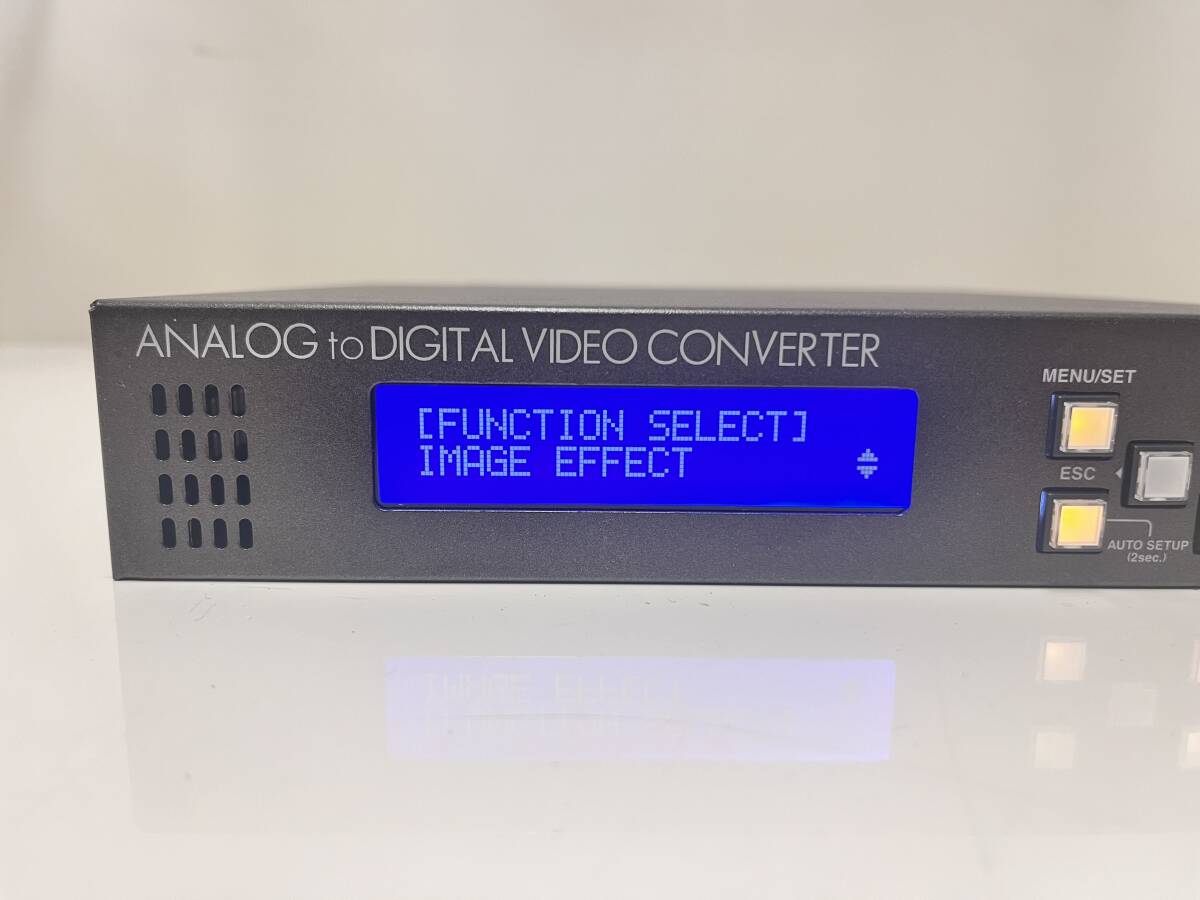 ANALOG to DIGITAL VIDEO CONVERTER
[FUNCTION SELECT]
IMAGE EFFECT
MENU/SET
ESC
AUTO SETUP
(2sec.)